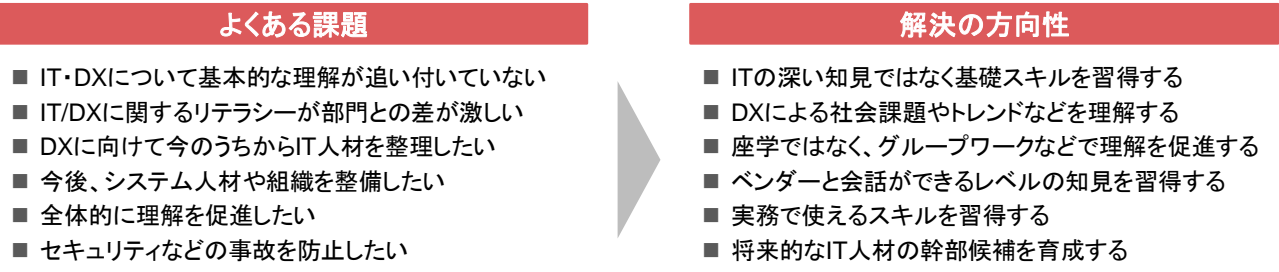 よくある課題
■ IT・DXについて基本的な理解が追い付いていない
■ IT/DXに関するリテラシーが部門との差が激しい
■ DXに向けて今のうちからIT人材を整理したい
■ 今後、システム人材や組織を整備したい
■ 全体的に理解を促進したい
■ セキュリティなどの事故を防止したい
解決の方向性
■ ITの深い知見ではなく基礎スキルを習得する
■ DXによる社会課題やトレンドなどを理解する
■ 座学ではなく、グループワークなどで理解を促進する
■ ベンダーと会話ができるレベルの知見を習得する
■ 実務で使えるスキルを習得する
■ 将来的なIT人材の幹部候補を育成する